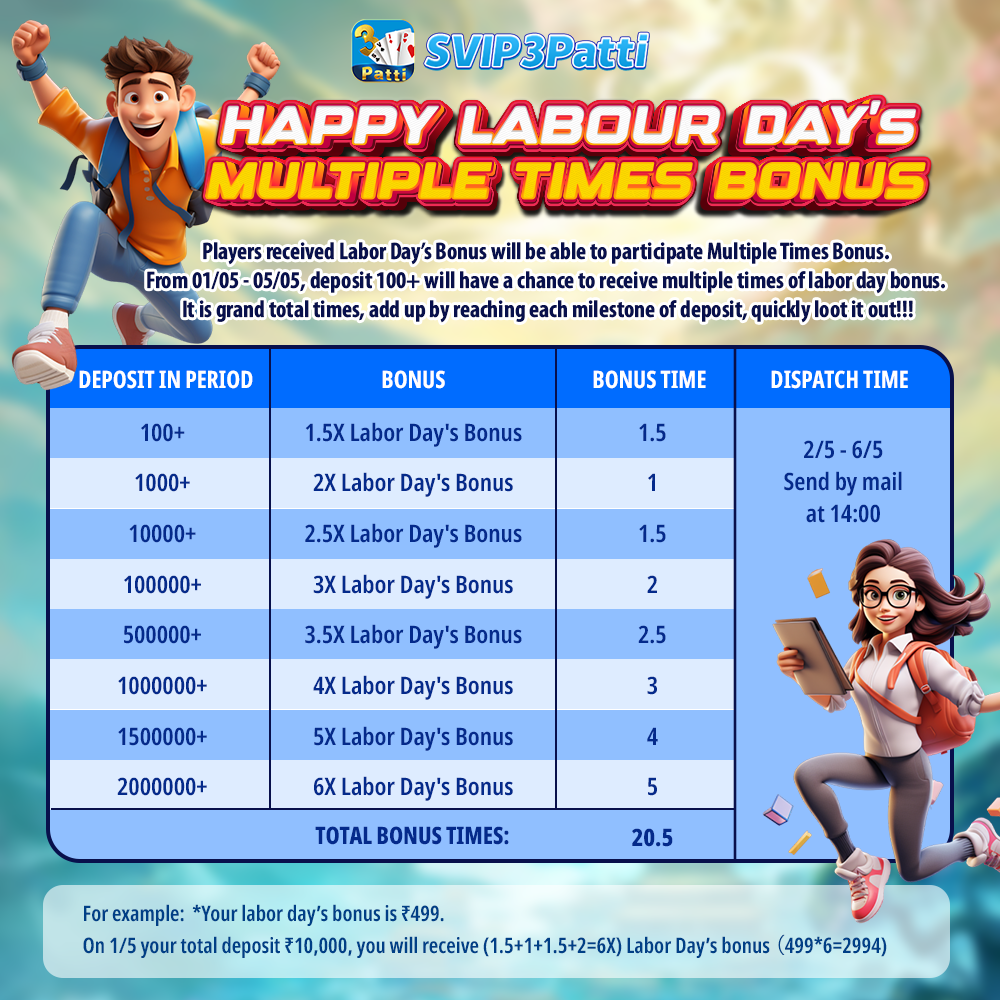 3
Patti
SVIP3Patti
HAPPY LABOUR DAY's
MULTIPLE TIMES BONUS
Players received Labor Day's Bonus will be able to participate Multiple Times Bonus.
From 01/05 - 05/05, deposit 100+ will have a chance to receive multiple times of labor day bonus.
It is grand total times, add up by reaching each milestone of deposit, quickly loot it out!!!
DEPOSIT IN PERIOD BONUS BONUS TIME DISPATCH TIME
100+ 1.5X Labor Day's Bonus 1.5
1000+ 2X Labor Day's Bonus 1
10000+ 2.5X Labor Day's Bonus 1.5
100000+ 3X Labor Day's Bonus 2
500000+ 3.5X Labor Day's Bonus 2.5
1000000+ 4X Labor Day's Bonus 3
1500000+ 5X Labor Day's Bonus 4
2000000+ 6X Labor Day's Bonus 5
TOTAL BONUS TIMES: 20.5
2/5 - 6/5
Send by mail
at 14:00
For example: *Your labor day's bonus is ₹499.
On 1/5 your total deposit ₹10,000, you will receive (1.5+1+1.5+2=6X) Labor Day's bonus（499*6=2994)